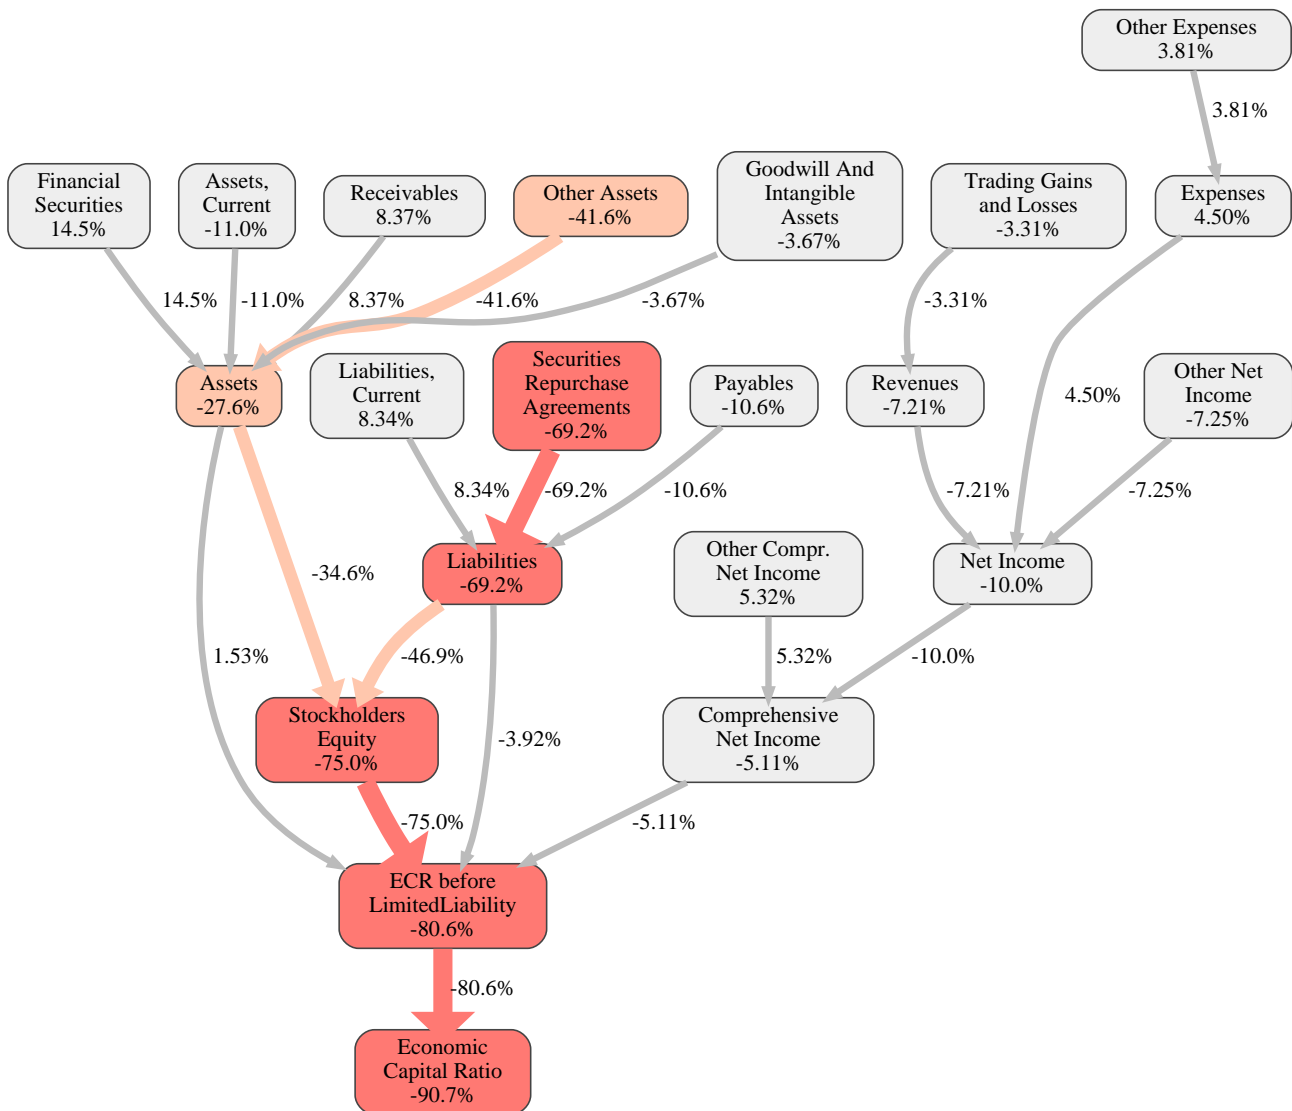 Other Expenses
3.81%
3.81%
Financial
Securities
14.5%
Assets,
Current
-11.0%
Receivables
8.37%
Other Assets
-41.6%
Goodwill And
Intangible
Assets
-3.67%
Trading Gains
and Losses
-3.31%
Expenses
4.50%
14.5%
-11.0%
8.37%
-41.6%
-3.67%
-3.31%
4.50%
Assets
-27.6%
Liabilities,
Current
8.34%
Securities
Repurchase
Agreements
-69.2%
Payables
-10.6%
Revenues
-7.21%
Other Net
Income
-7.25%
8.34%
-69.2%
-10.6%
-7.21%
-7.25%
-34.6%
Liabilities
-69.2%
Other Compr.
Net Income
5.32%
Net Income
-10.0%
1.53%
-46.9%
5.32%
-10.0%
Stockholders
Equity
-75.0%
-3.92%
Comprehensive
Net Income
-5.11%
-75.0%
-5.11%
ECR before
LimitedLiability
-80.6%
-80.6%
Economic
Capital Ratio
-90.7%